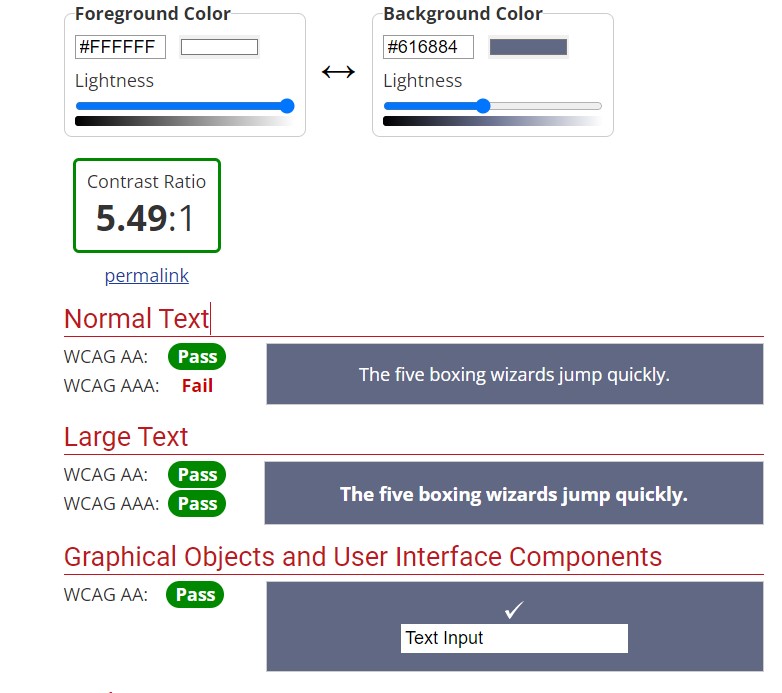 Foreground Color
Background Color
#FFFFFF
#616884
Lightness
Lightness
Contrast Ratio
5.49:1
permalink
Normal Text
WCAG AA: Pass
WCAG AAA: Fail
The five boxing wizards jump quickly.
Large Text
WCAG AA: Pass
WCAG AAA: Pass
The five boxing wizards jump quickly.
Graphical Objects and User Interface Components
WCAG AA: Pass
✓
Text Input